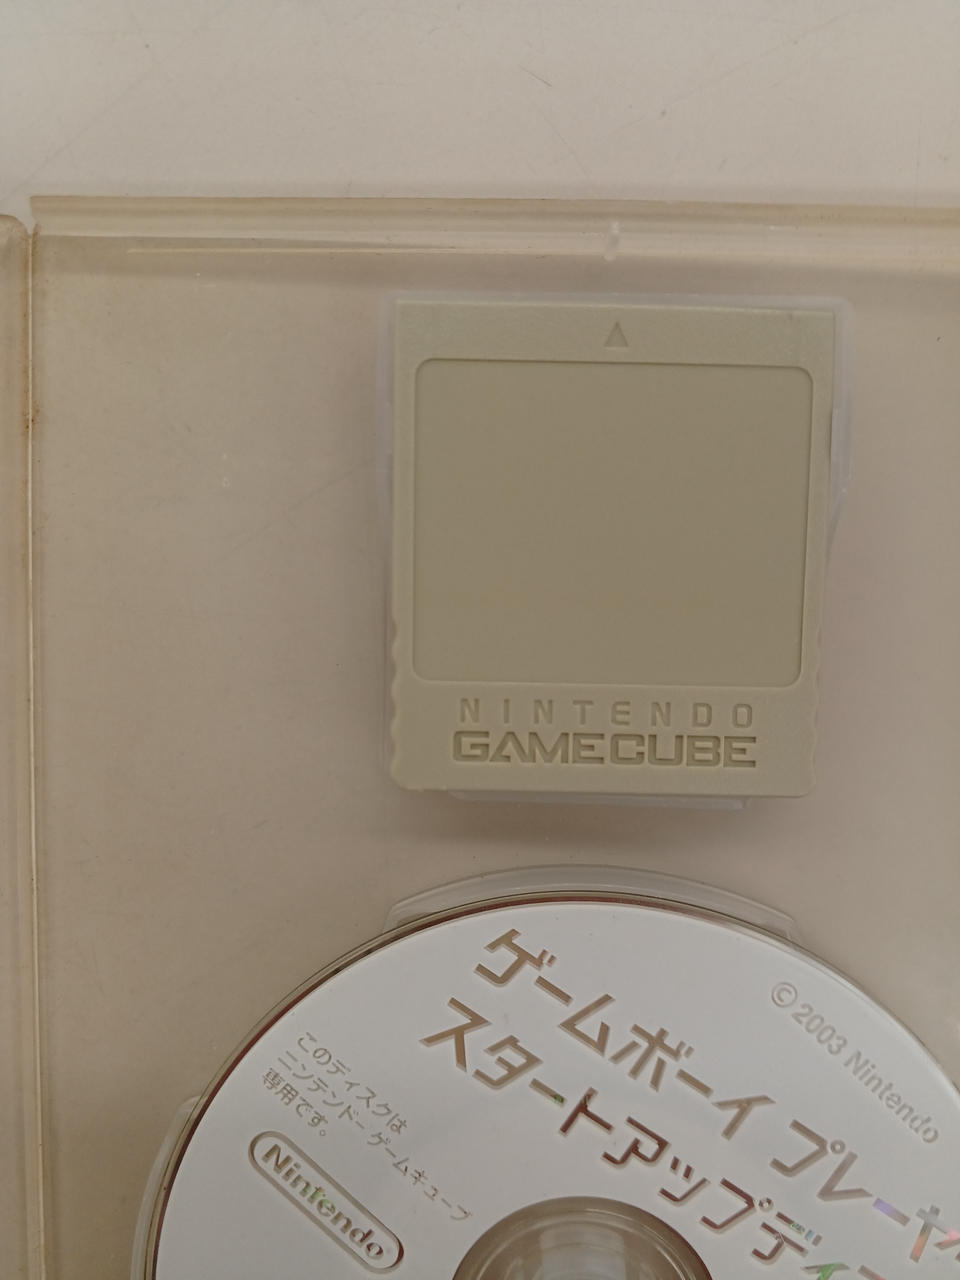 NINTENDO
GAMECUBE
ゲームボーイ プレーヤ
スタートアップディ
© 2003 Nintendo
このディスクは
ニンテンドーゲームキューブ
専用です。
Nintendo